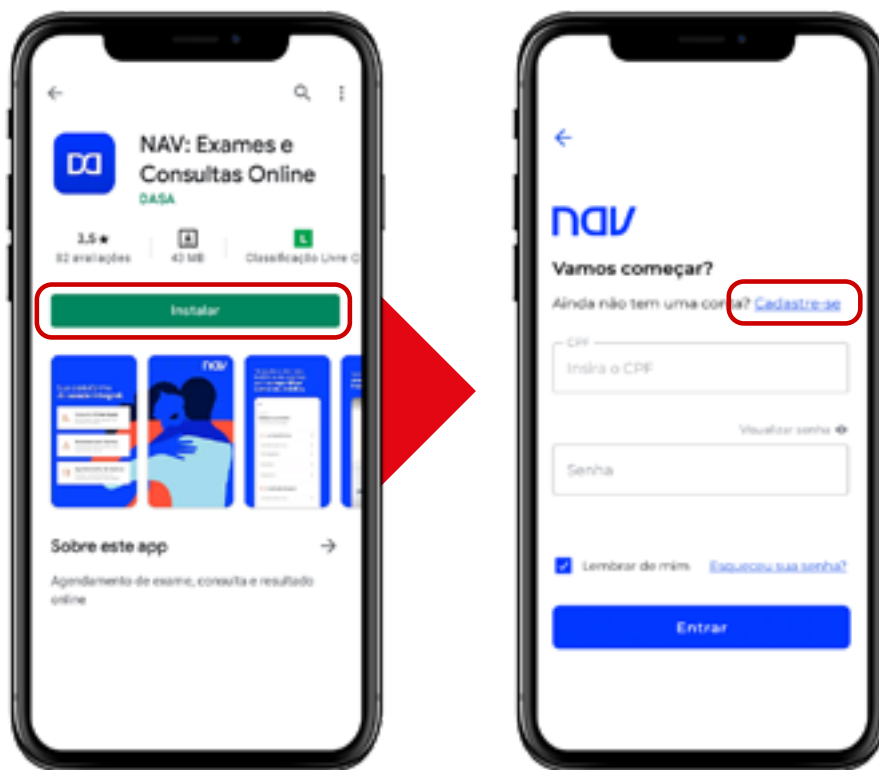 NAV: Exames e
Consultas Online
DASA
3,5★
82 avaliações
43 MB
L
Classificação Livre
Instalar
nav
Sobre este app
Agendamento de exame, consulta e resultado
online
nav
Vamos começar?
Ainda não tem uma conta? Cadastre-se
CPF
Insira o CPF
Visualizar senha
Senha
Lembrar de mim
Esqueceu sua senha?
Entrar